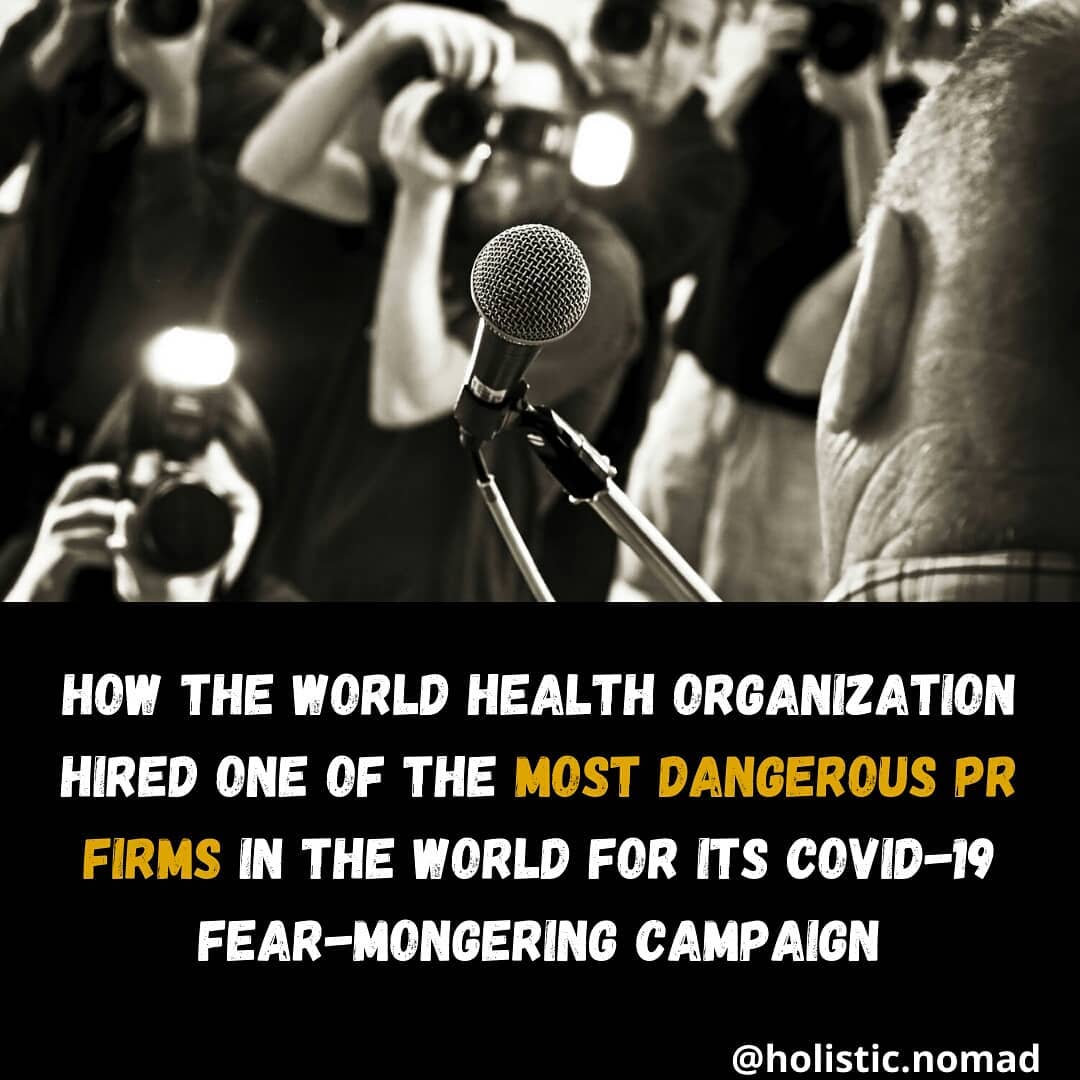 HOW THE WORLD HEALTH ORGANIZATION
HIRED ONE OF THE MOST DANGEROUS PR
FIRMS IN THE WORLD FOR ITS COVID-19
FEAR-MONGERING CAMPAIGN
@holistic.nomad